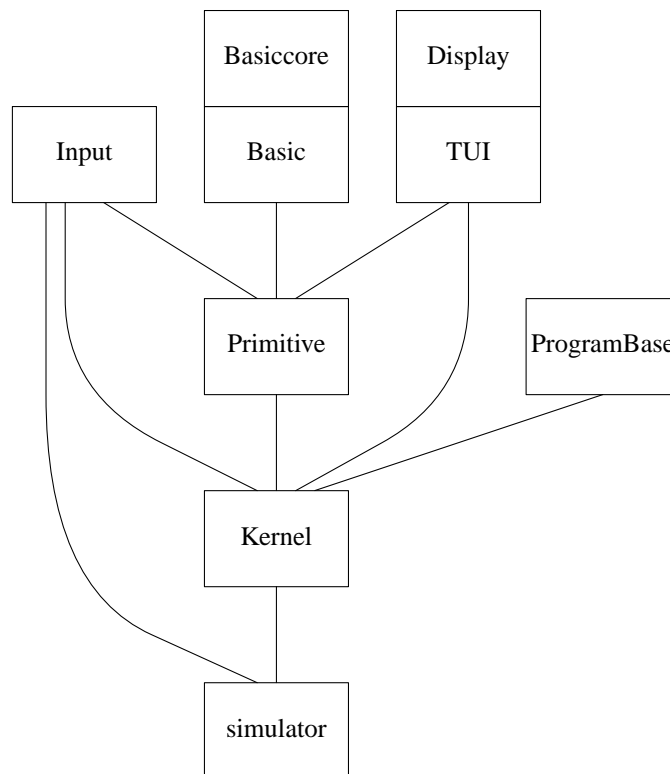 Basiccore
Display
Input
Basic
TUI
Primitive
ProgramBase
Kernel
simulator